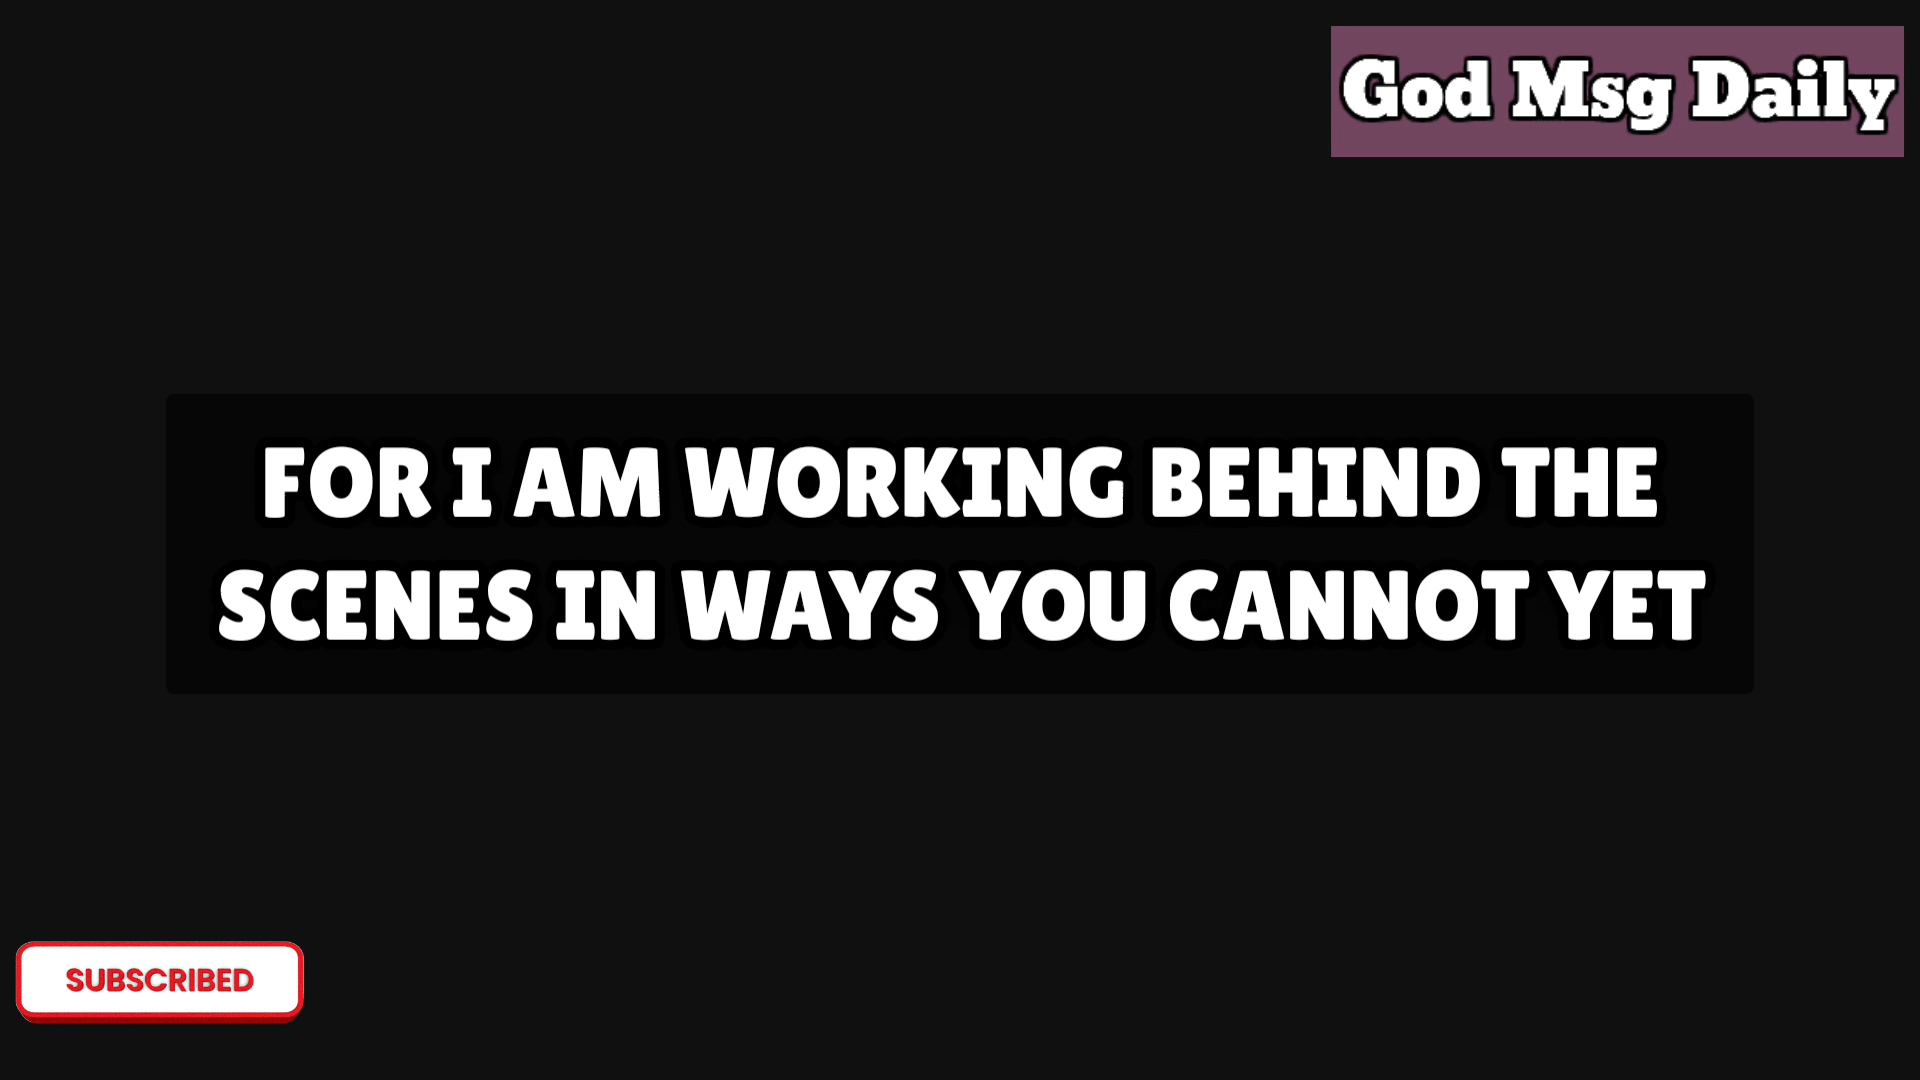 God Msg Daily
FOR I AM WORKING BEHIND THE
SCENES IN WAYS YOU CANNOT YET
SUBSCRIBED